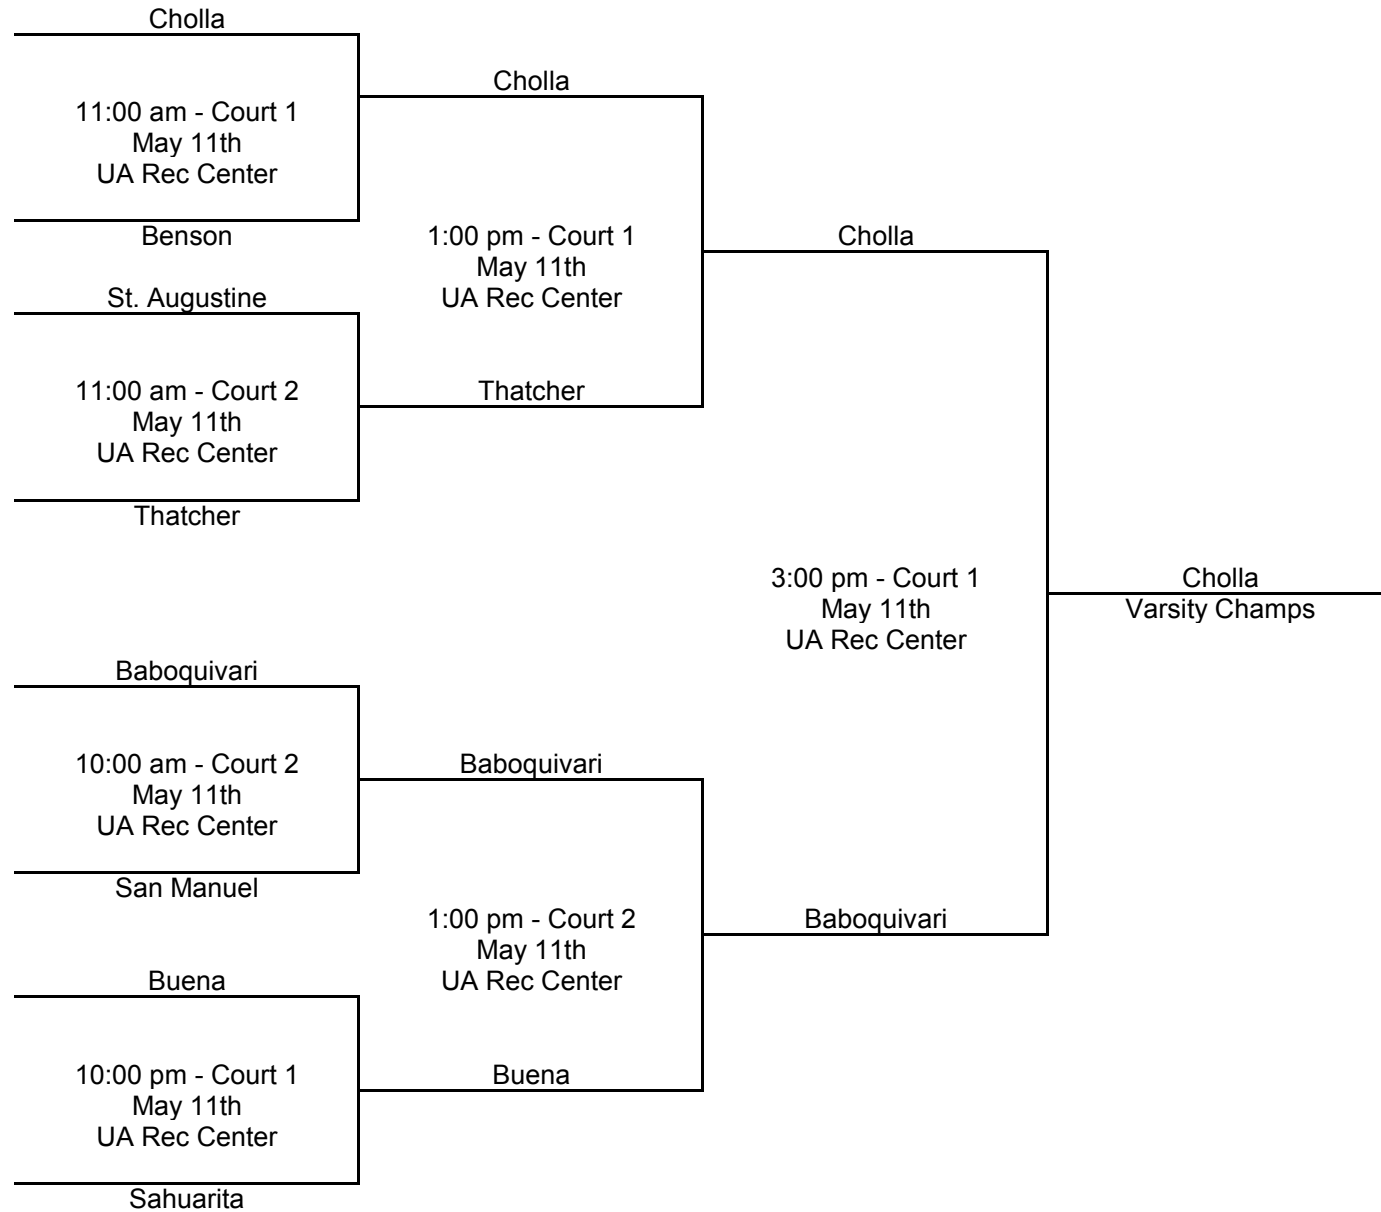 Cholla
11:00 am - Court 1
May 11th
UA Rec Center
Benson
St. Augustine
11:00 am - Court 2
May 11th
UA Rec Center
Thatcher
Baboquivari
10:00 am - Court 2
May 11th
UA Rec Center
San Manuel
Buena
10:00 pm - Court 1
May 11th
UA Rec Center
Sahuarita
Cholla
1:00 pm - Court 1
May 11th
UA Rec Center
Thatcher
Baboquivari
1:00 pm - Court 2
May 11th
UA Rec Center
Buena
Cholla
3:00 pm - Court 1
May 11th
UA Rec Center
Baboquivari
Cholla
Varsity Champs